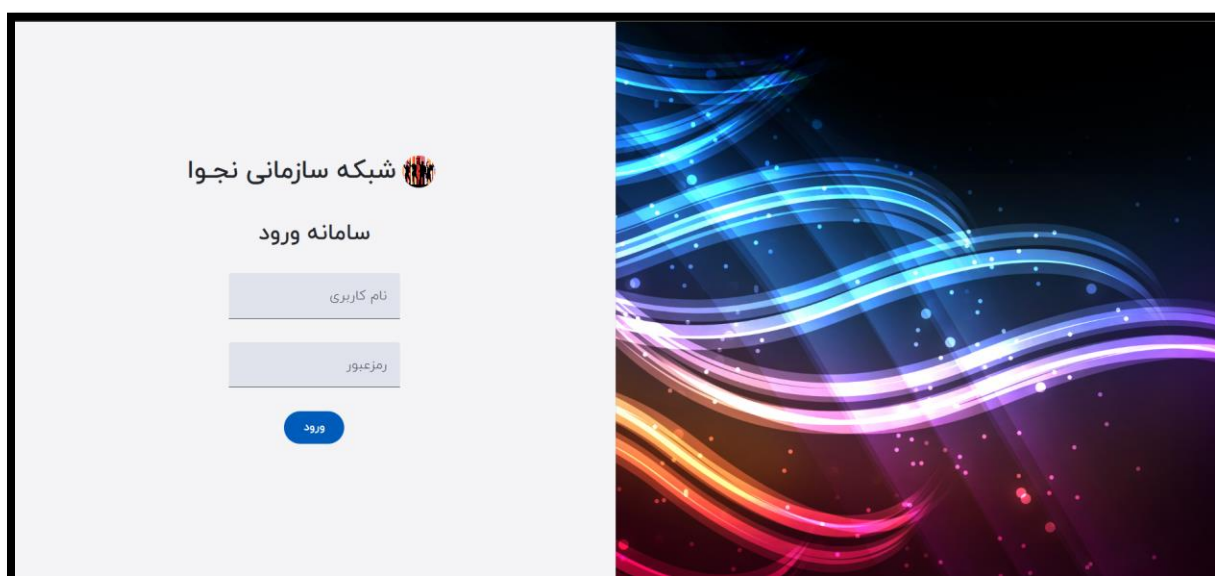 شبکه سازمانی نجوا
سامانه ورود
نام کاربری
رمزعبور
ورود